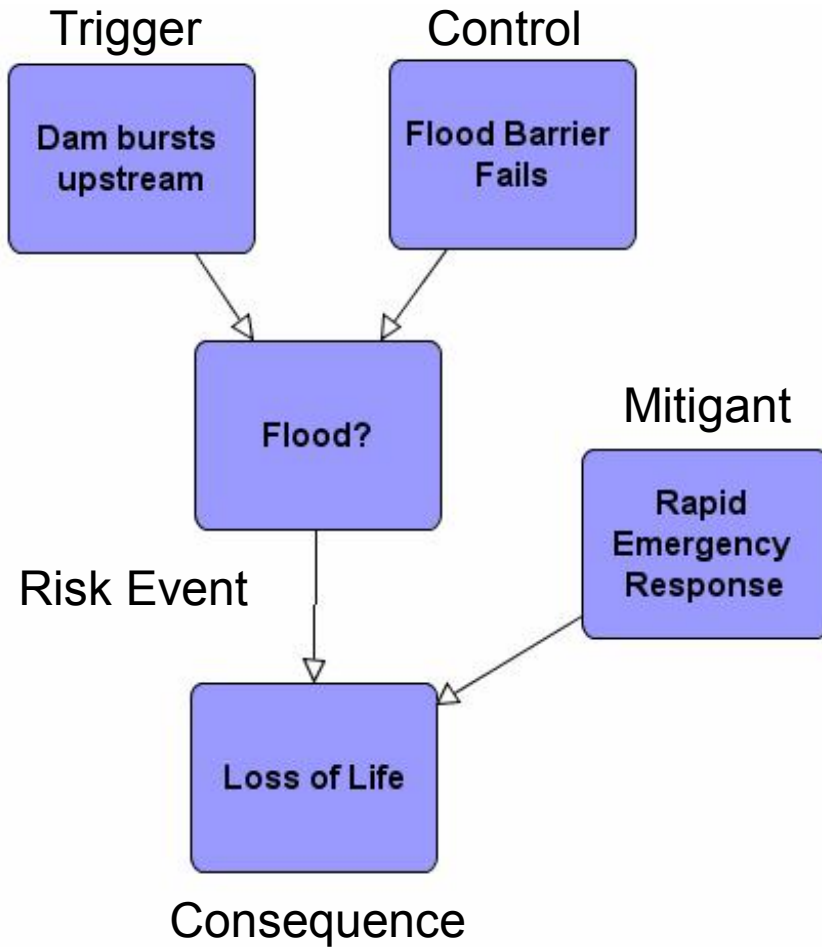 Trigger
Control
Dam bursts
upstream
Flood Barrier
Fails
Flood?
Mitigant
Rapid
Emergency
Response
Risk Event
Loss of Life
Consequence